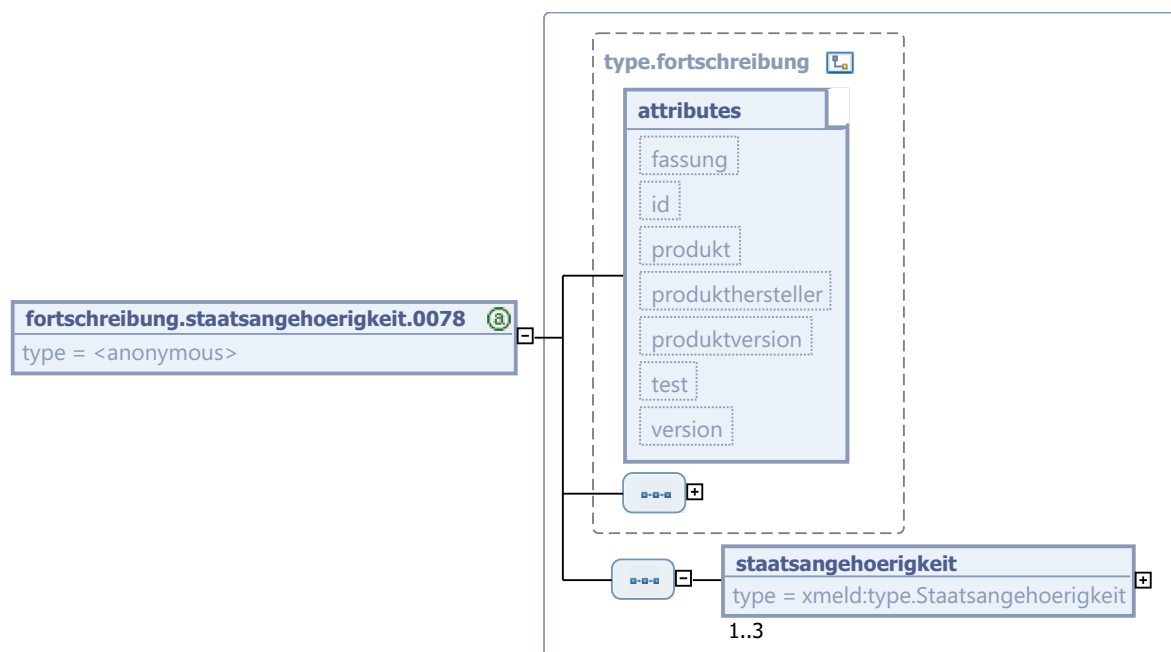 type.fortschreibung
attributes
fassung
id
produkt
produkthersteller
produktversion
test
version
fortschreibung.staatsangehoerigkeit.0078
type = <anonymous>
staatsangehoerigkeit
type = xmeld:type.Staatsangehoerigkeit
1..3